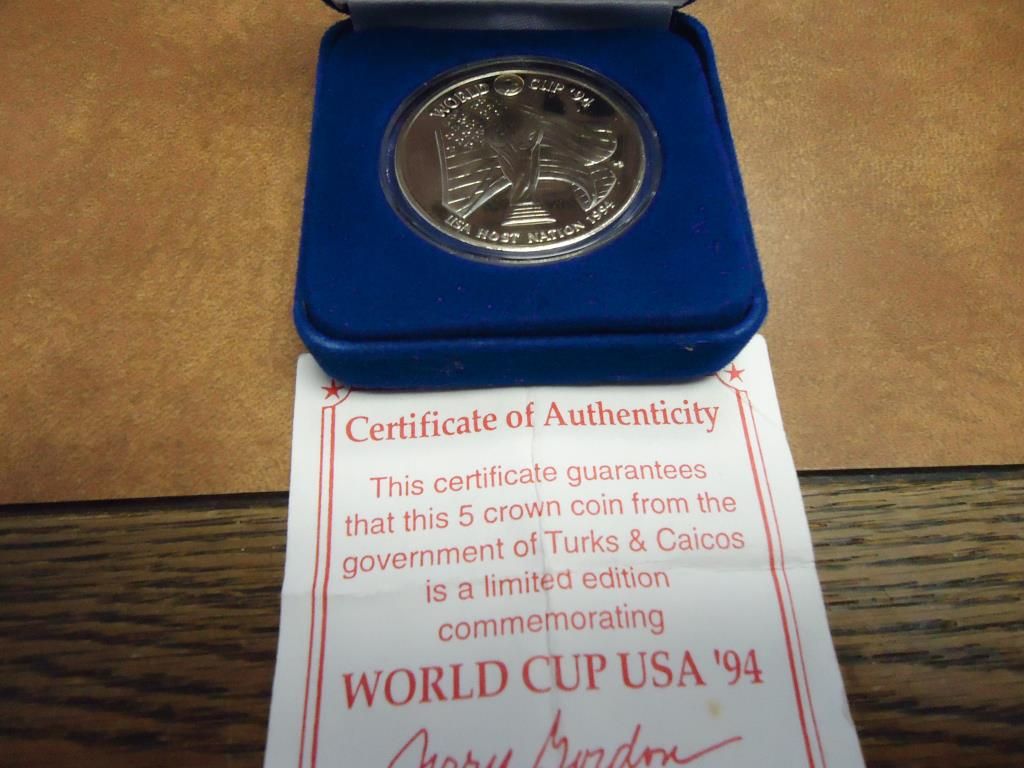 WORLD CUP '94
USA HOST NATION 1994
Certificate of Authenticity
This certificate guarantees
that this 5 crown coin from the
government of Turks & Caicos
is a limited edition
commemorating
WORLD CUP USA '94
Gordon